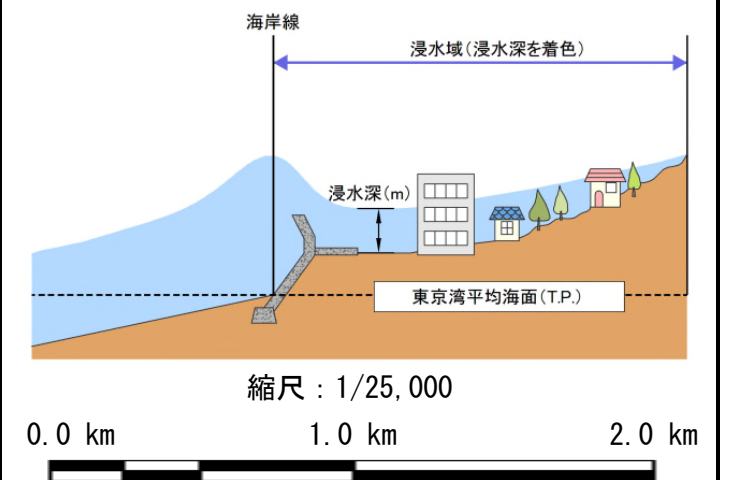 海岸線
浸水域（浸水深を着色）
浸水深（m）
東京湾平均海面（T.P.）
縮尺：1/25,000
0.0 km 1.0 km 2.0 km